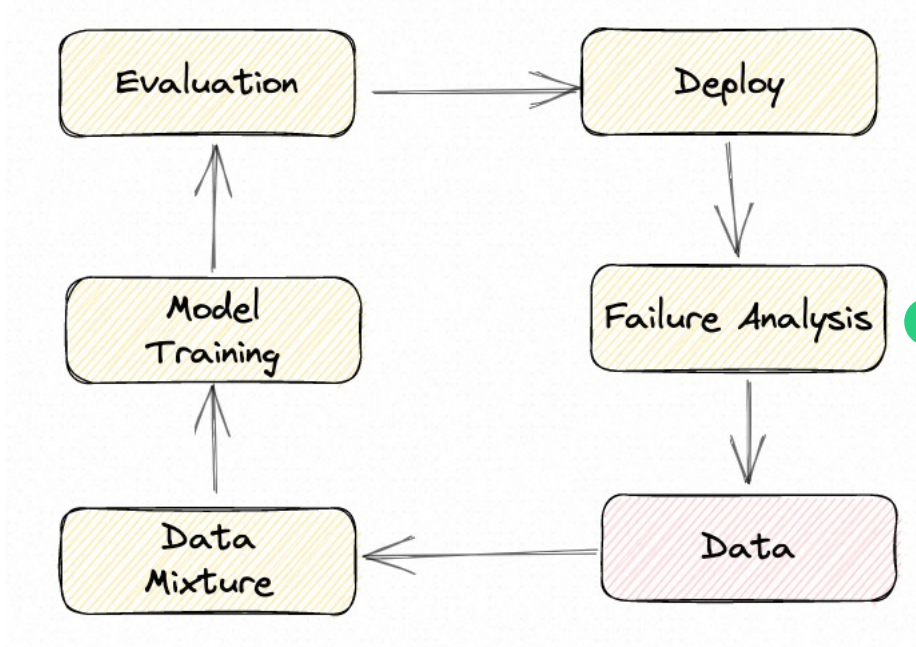 Evaluation
Deploy
Model
Training
Failure Analysis
Data
Mixture
Data